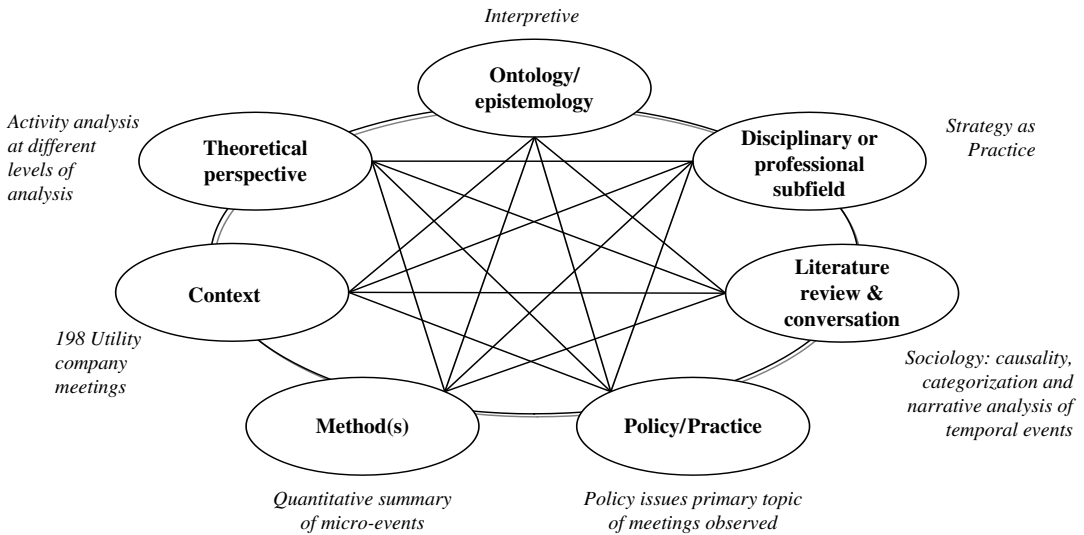 Interpretive
Ontology/
epistemology
Activity analysis
at different
levels of
analysis
Theoretical
perspective
Disciplinary or
professional
subfield
Strategy as
Practice
Context
Literature
review &
conversation
198 Utility
company
meetings
Sociology: causality,
categorization and
narrative analysis of
temporal events
Method(s)
Policy/Practice
Quantitative summary
of micro-events
Policy issues primary topic
of meetings observed